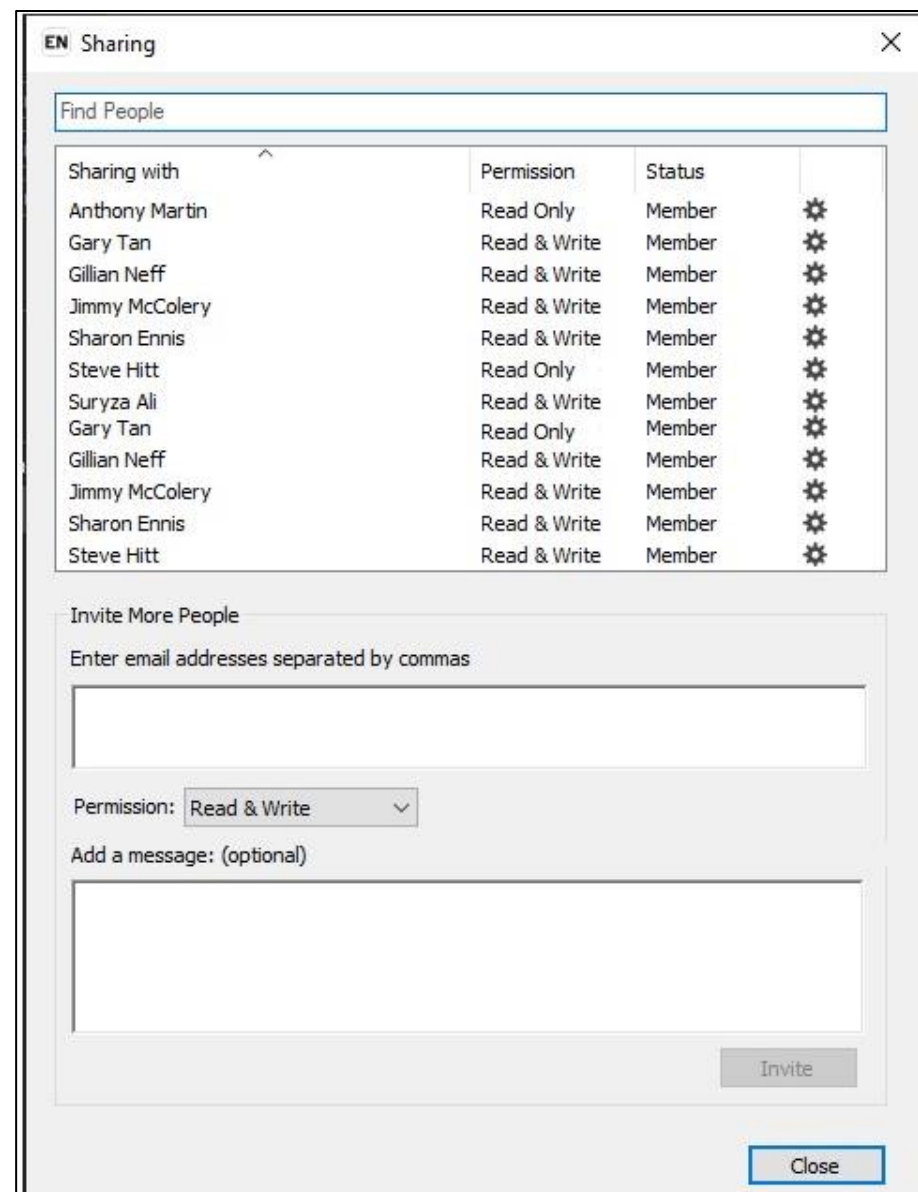 EN Sharing
Find People
Sharing with Permission Status
Anthony Martin Read Only Member
Gary Tan Read & Write Member
Gillian Neff Read & Write Member
Jimmy McColery Read & Write Member
Sharon Ennis Read & Write Member
Steve Hitt Read Only Member
Suryza Ali Read & Write Member
Gary Tan Read Only Member
Gillian Neff Read & Write Member
Jimmy McColery Read & Write Member
Sharon Ennis Read & Write Member
Steve Hitt Read & Write Member
Invite More People
Enter email addresses separated by commas
Permission: Read & Write
Add a message: (optional)
Invite
Close